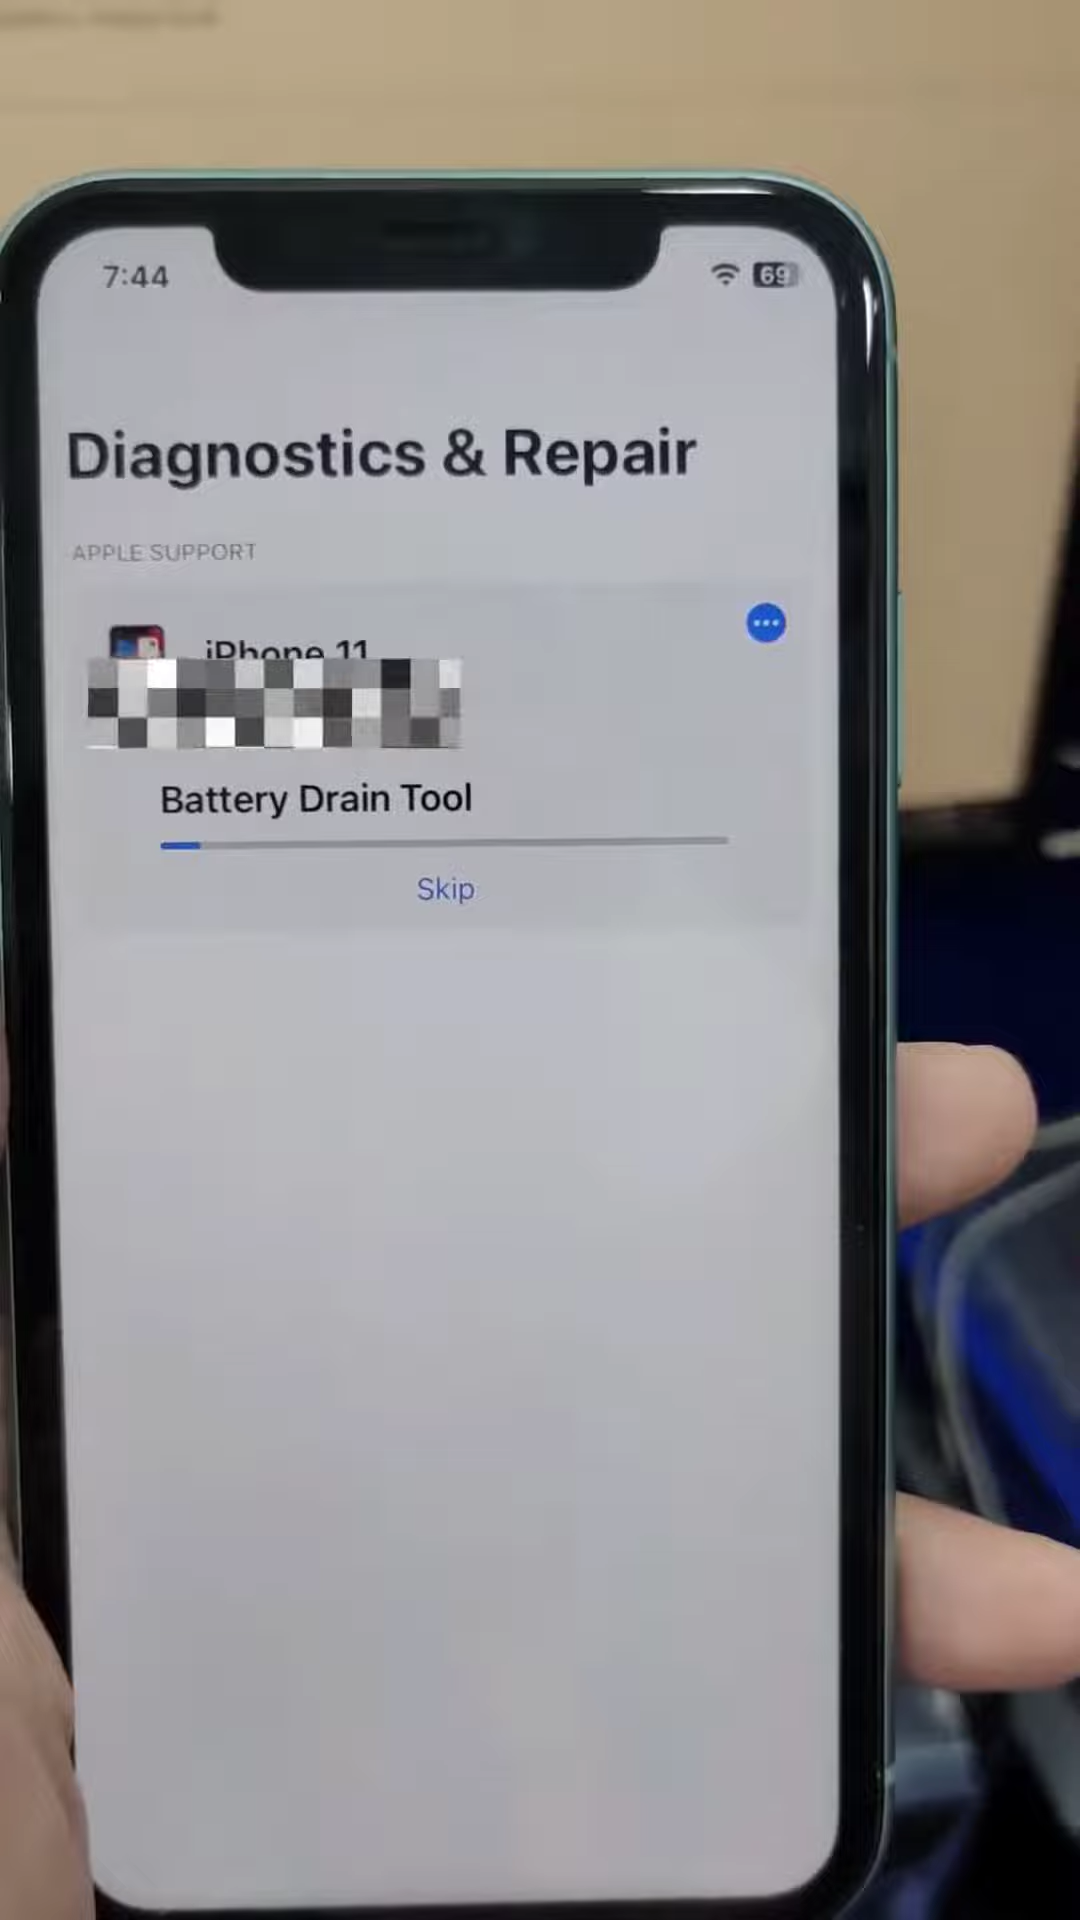 7:44
69
Diagnostics & Repair
APPLE SUPPORT
iPhone 11
Battery Drain Tool
Skip